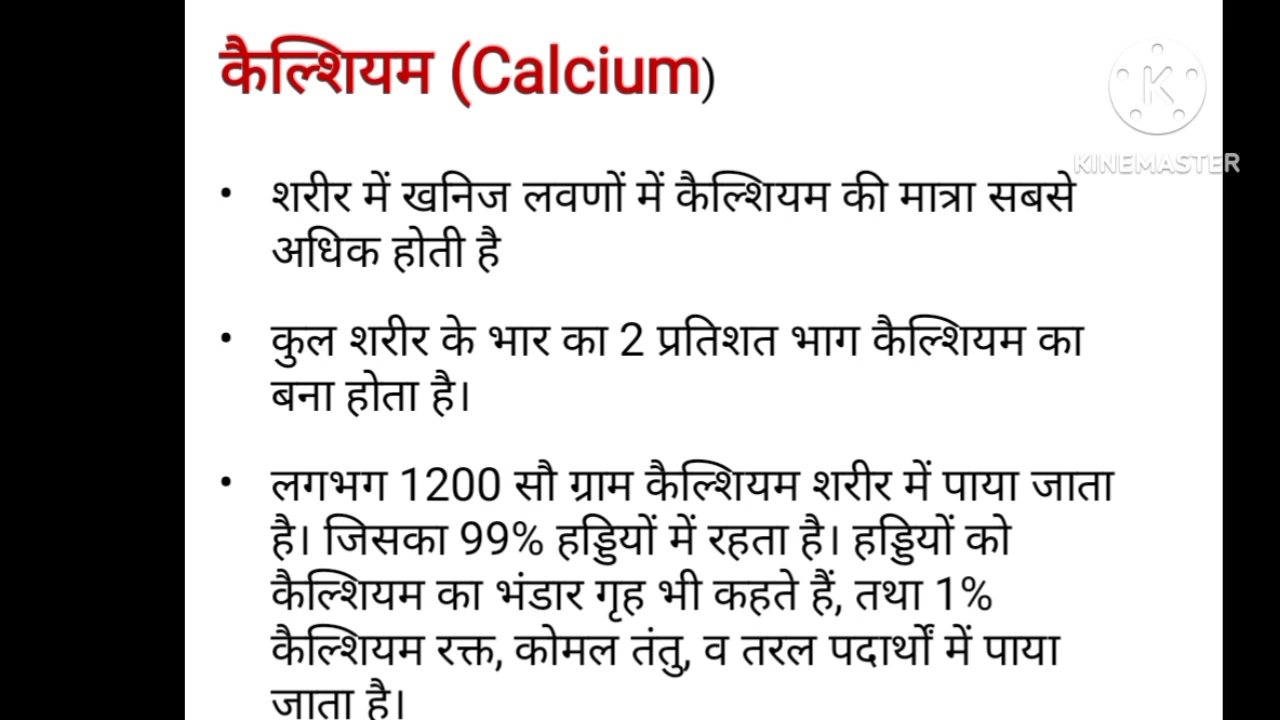 कैल्शियम (Calcium)
K
KINEMASTER
• शरीर में खनिज लवणों में कैल्शियम की मात्रा सबसे
अधिक होती है
• कुल शरीर के भार का 2 प्रतिशत भाग कैल्शियम का
बना होता है।
• लगभग 1200 सौ ग्राम कैल्शियम शरीर में पाया जाता
है। जिसका 99% हड्डियों में रहता है। हड्डियों को
कैल्शियम का भंडार गृह भी कहते हैं, तथा 1%
कैल्शियम रक्त, कोमल तंतु, व तरल पदार्थों में पाया
जाता है।